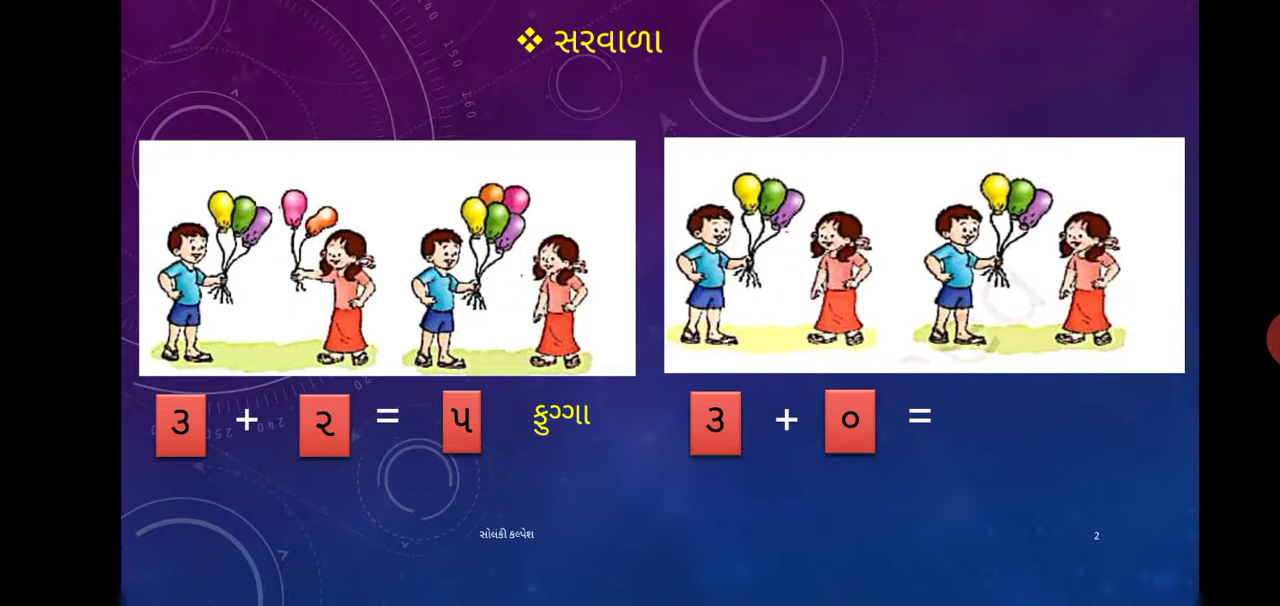 ❖ સરવાળા
૩ + ૨ = ૫ ફુગ્ગા
૩ + ૦ =
સોલંકી કલ્પેશ
2